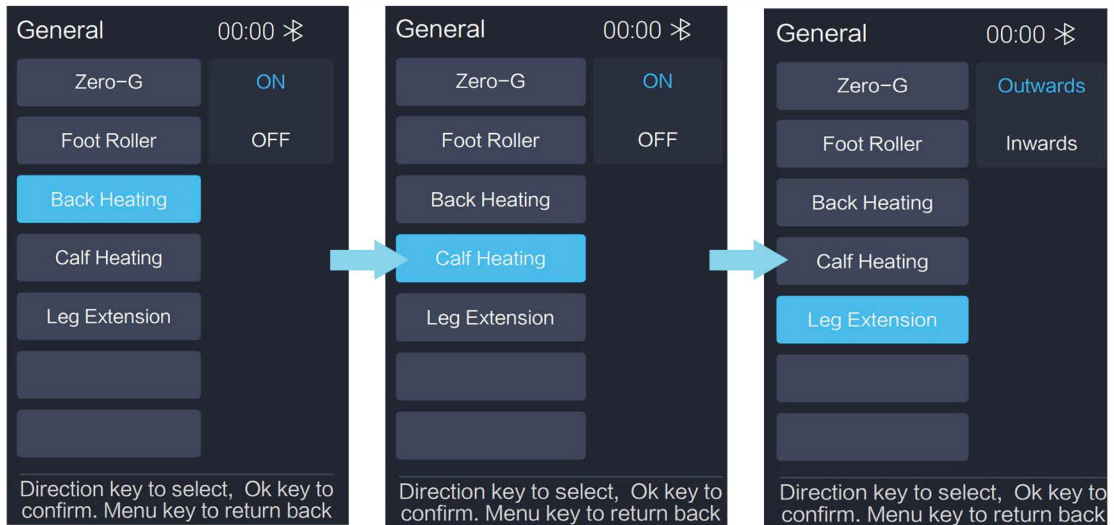 General 00:00
Zero-G ON
Foot Roller OFF
Back Heating
Calf Heating
Leg Extension
Direction key to select, Ok key to
confirm. Menu key to return back
General 00:00
Zero-G ON
Foot Roller OFF
Back Heating
Calf Heating
Leg Extension
Direction key to select, Ok key to
confirm. Menu key to return back
General 00:00
Zero-G Outwards
Foot Roller Inwards
Back Heating
Calf Heating
Leg Extension
Direction key to select, Ok key to
confirm. Menu key to return back